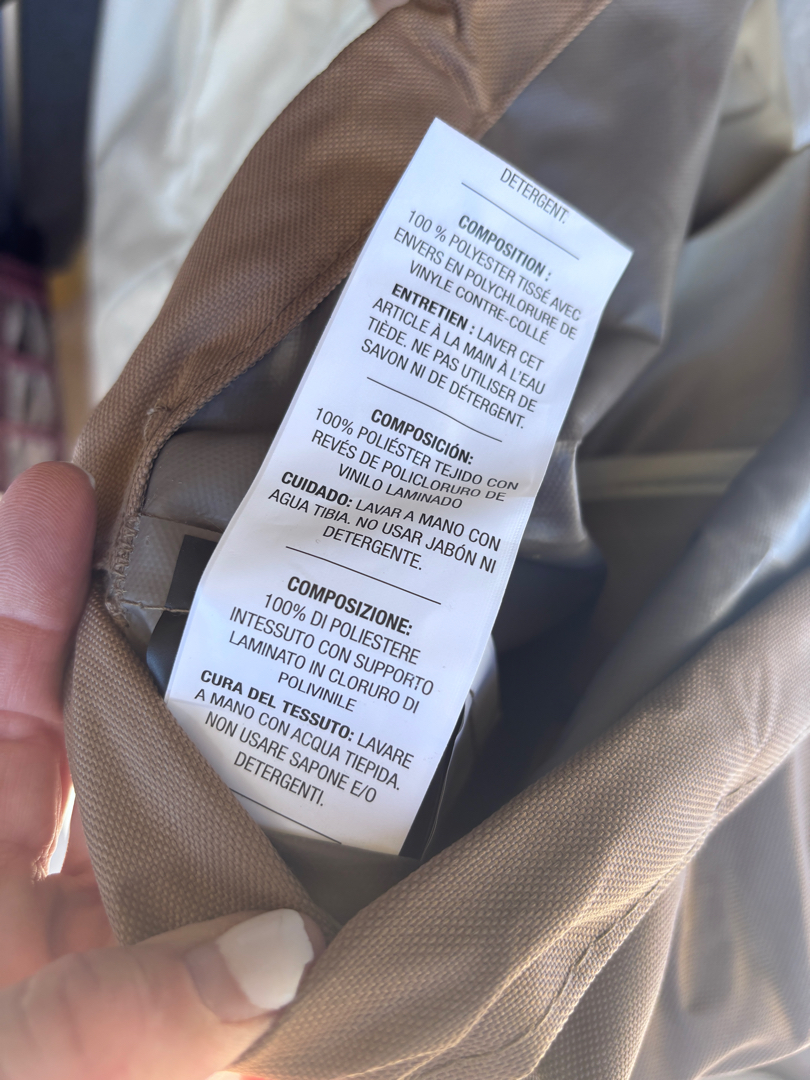 DETERGENT.
COMPOSITION :
100 % POLYESTER TISSÉ AVEC
ENVERS EN POLYCHLORURE DE
VINYLE CONTRE-COLLÉ
ENTRETIEN : LAVER CET
ARTICLE À LA MAIN À L'EAU
TIÈDE. NE PAS UTILISER DE
SAVON NI DE DÉTERGENT.
COMPOSICIÓN:
100% POLIÉSTER TEJIDO CON
REVÉS DE POLICLORURO DE
VINILO LAMINADO
CUIDADO: LAVAR A MANO CON
AGUA TIBIA. NO USAR JABÓN NI
DETERGENTE.
COMPOSIZIONE:
100% DI POLIESTERE
INTESSUTO CON SUPPORTO
LAMINATO IN CLORURO DI
POLIVINILE
CURA DEL TESSUTO: LAVARE
A MANO CON ACQUA TIEPIDA.
NON USARE SAPONE E/O
DETERGENTI.